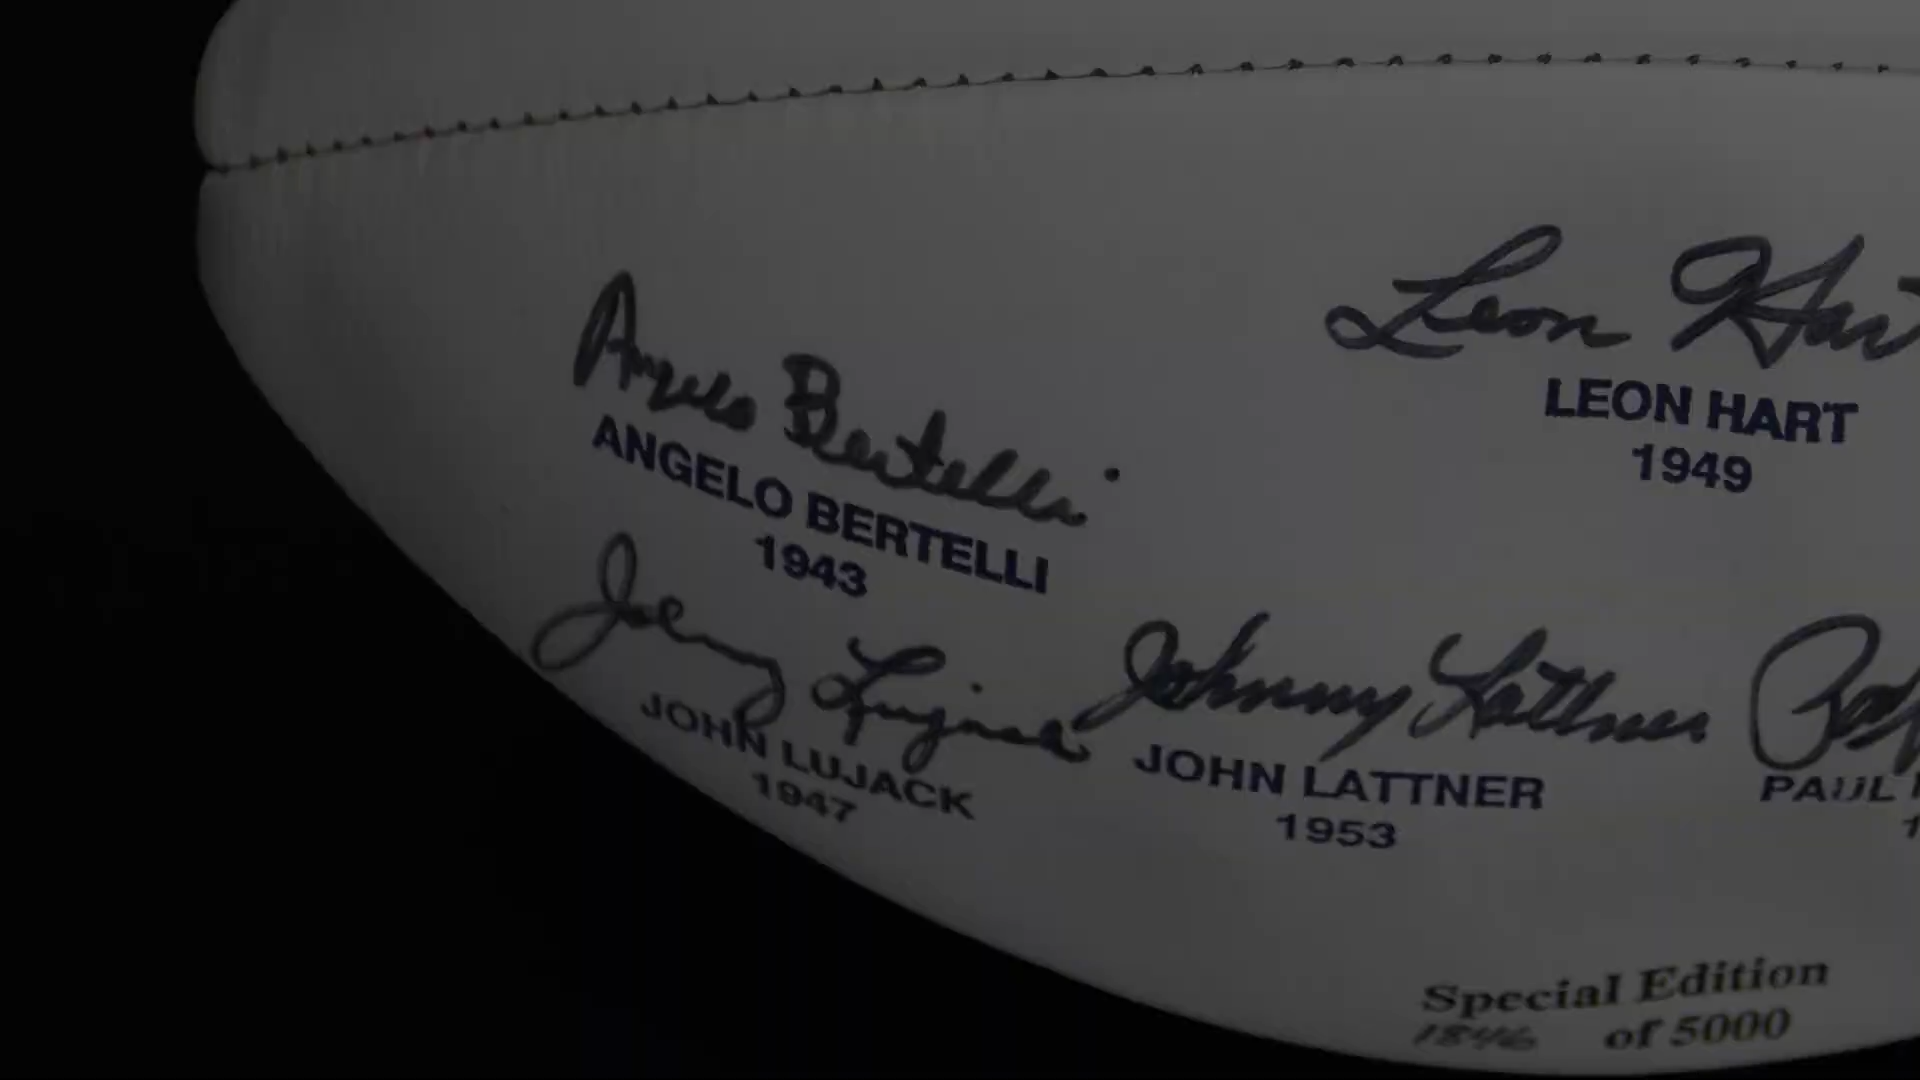 Leon Hart
LEON HART
1949
Angelo Bertelli
ANGELO BERTELLI
1943
Johnny Lujack
JOHN LUJACK
1947
Johnny Lattner
JOHN LATTNER
1953
PAUL
Special Edition
1846 of 5000